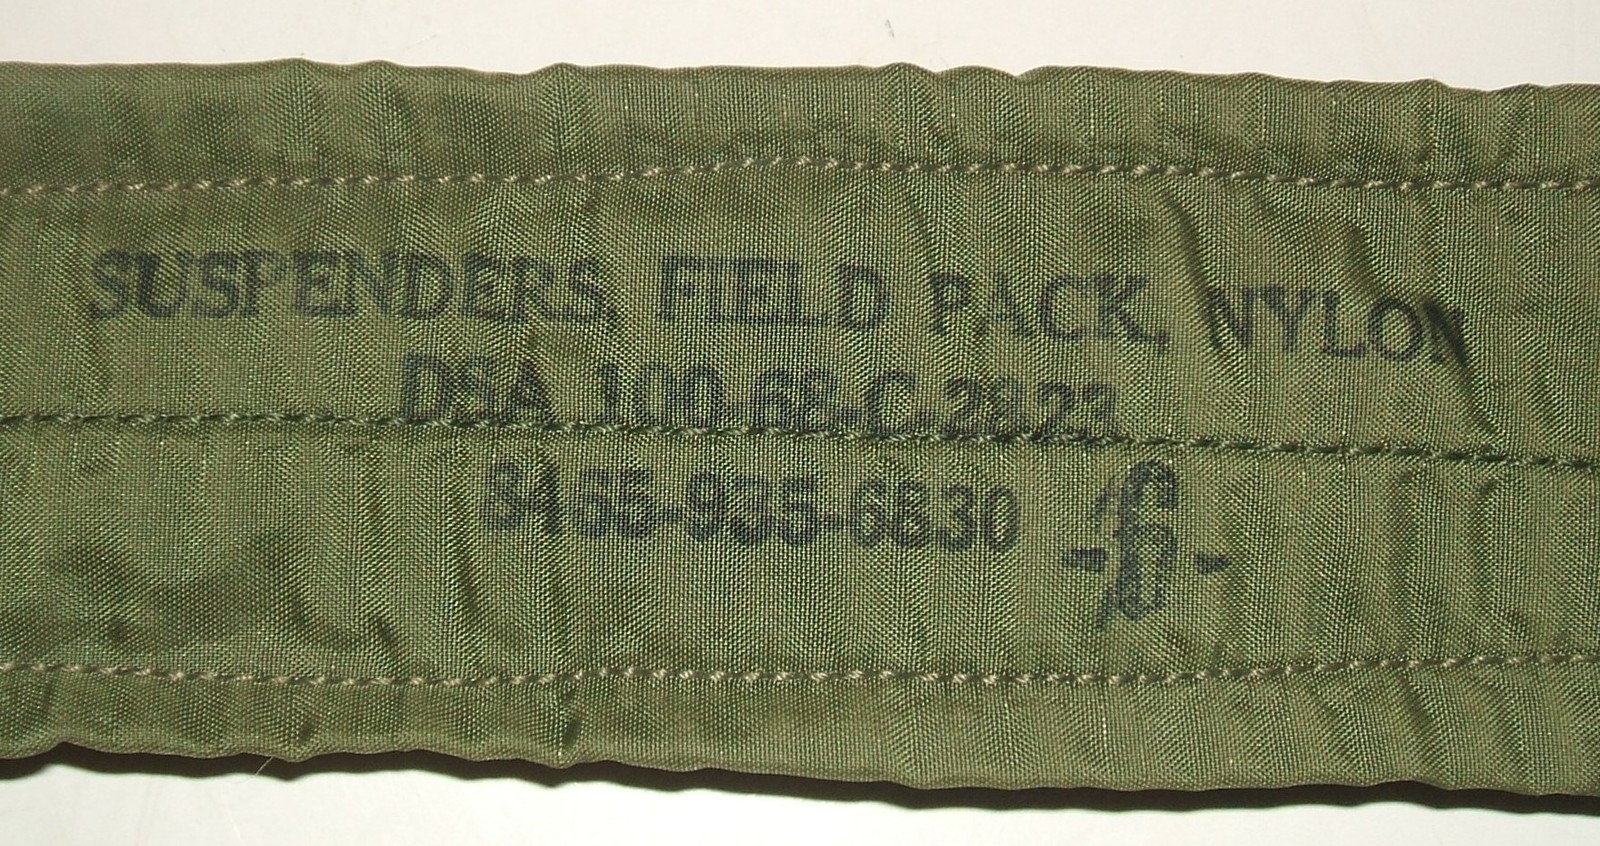 SUSPENDERS, FIELD PACK, NYLON
DSA 100-68-C-2823
8465-935-6830 -6-